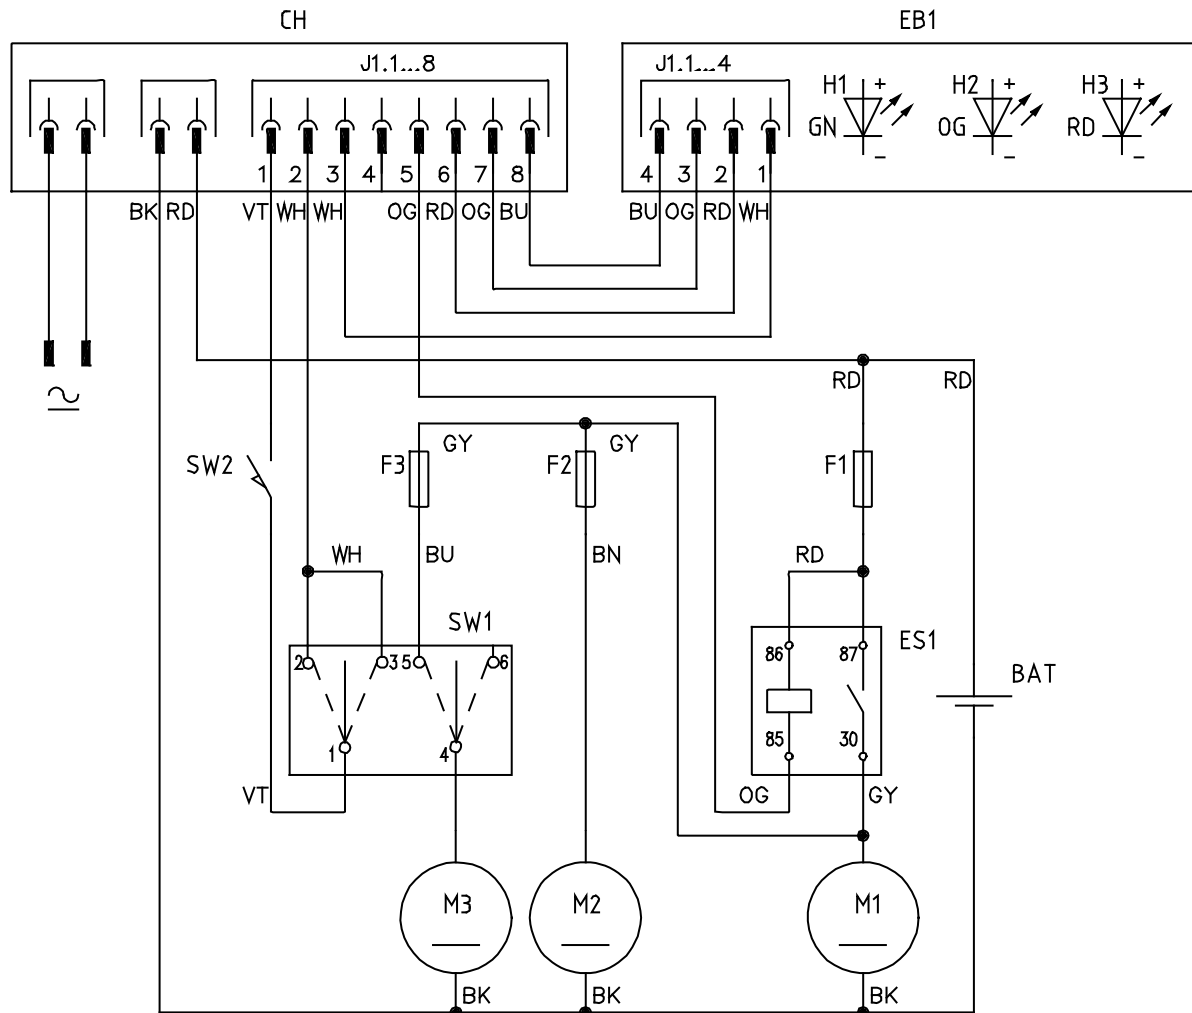 CH EB1
J1.1...8 J1.1...4
H1 + H2 + H3 +
GN OG RD
- - -
1 2 3 4 5 6 7 8 4 3 2 1
BK RD VT WH WH OG RD OG BU BU OG RD WH
RD RD
GY GY
SW2 F3 F2 F1
WH BU BN RD
SW1 ES1
2 3 5 6 86 87
BAT
1 4 85 30
VT OG GY
M3 M2 M1
BK BK BK